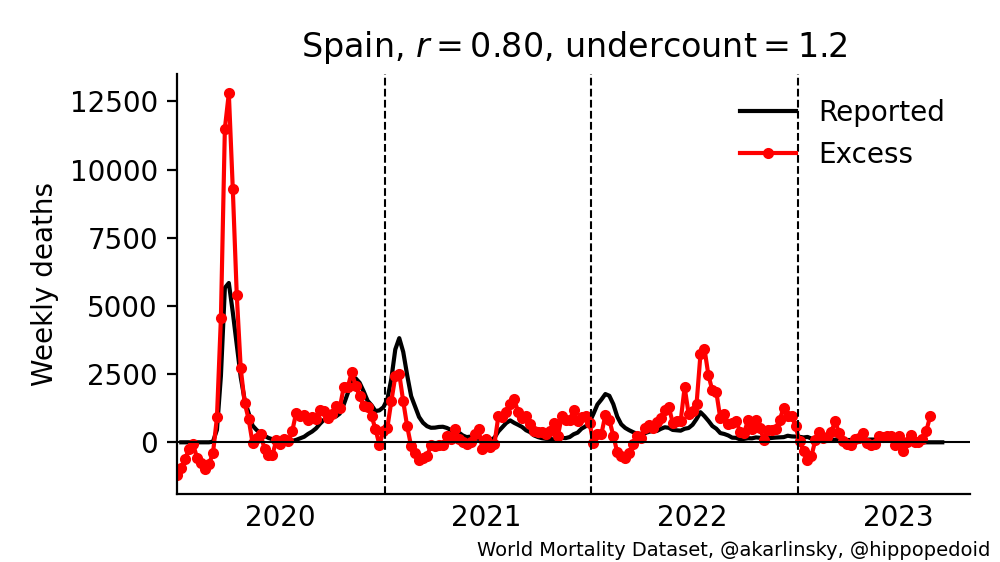 Spain, r = 0.80, undercount = 1.2
Reported
Excess
Weekly deaths
12500
10000
7500
5000
2500
0
2020 2021 2022 2023
World Mortality Dataset, @akarlinsky, @hippopedoid